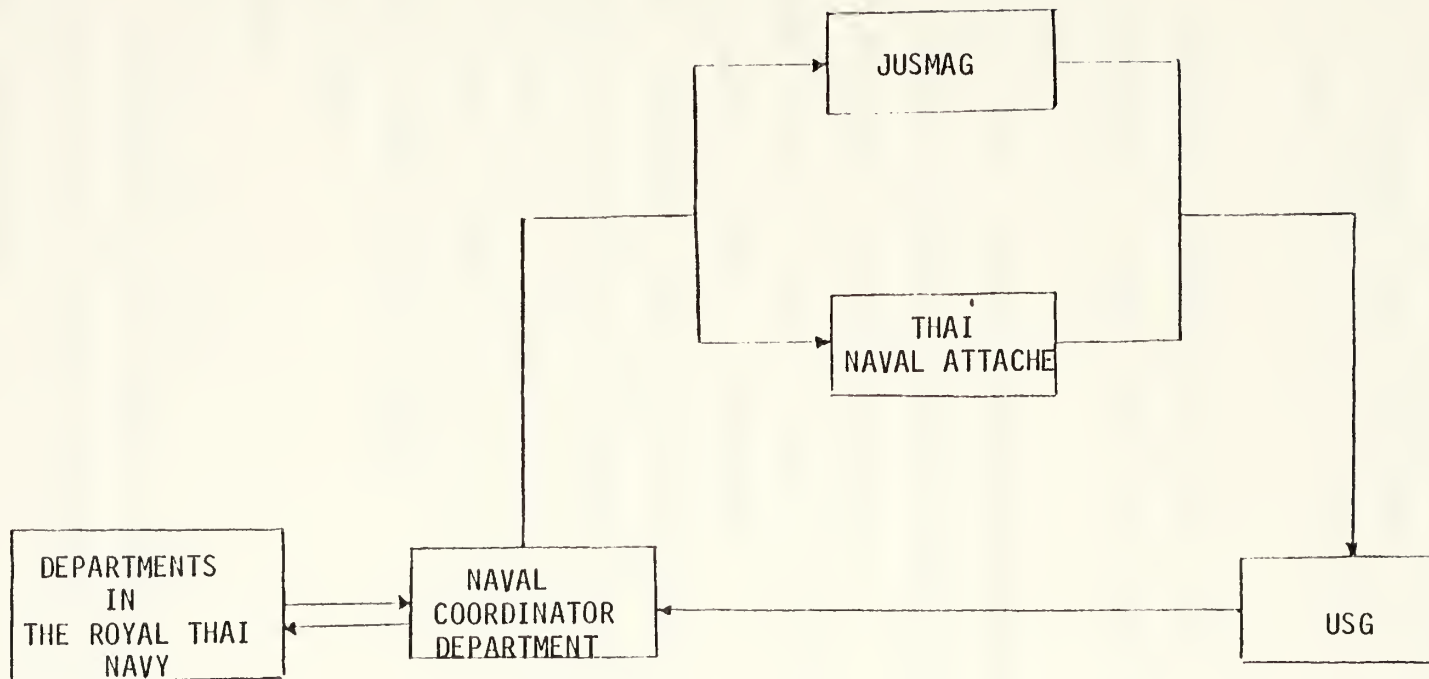 JUSMAG
THAI
NAVAL ATTACHE
DEPARTMENTS
IN
THE ROYAL THAI
NAVY
NAVAL
COORDINATOR
DEPARTMENT
USG